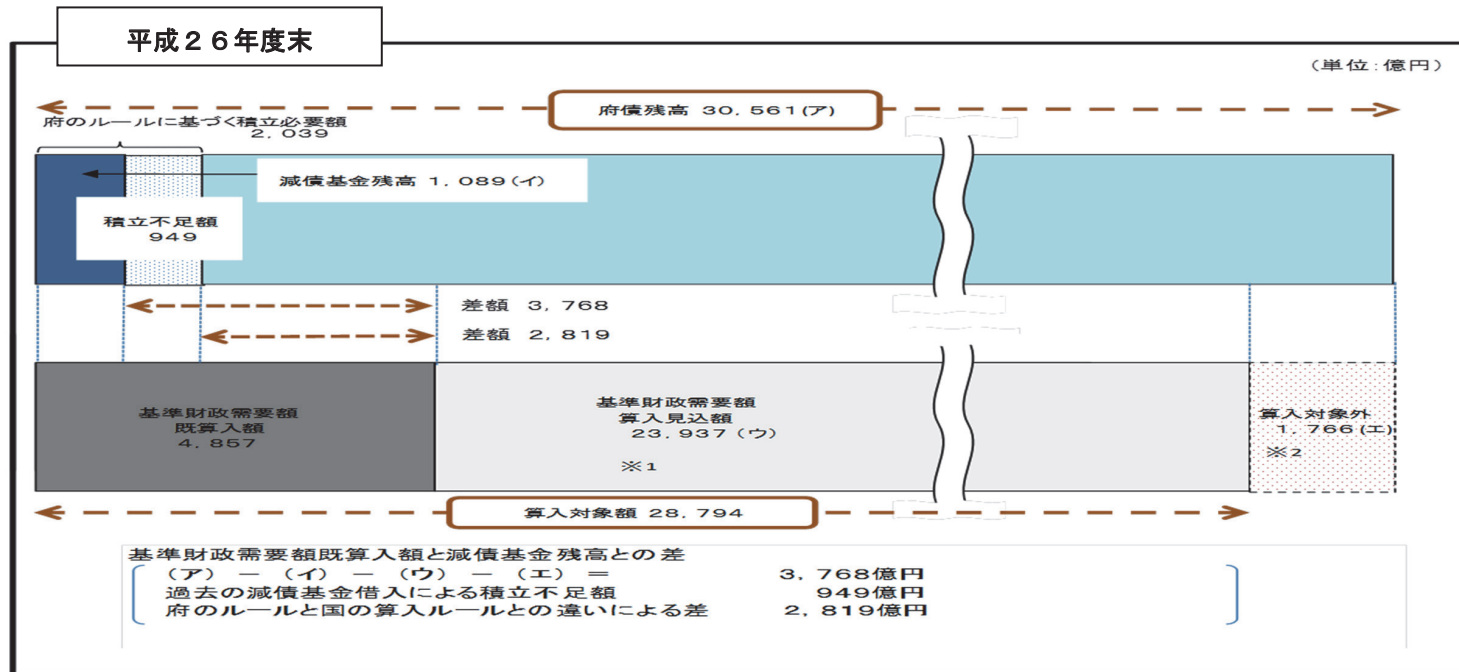 平成26年度末
(単位:億円)
府債残高 30,561(ア)
府のルールに基づく積立必要額
2,039
減債基金残高 1,089(イ)
積立不足額
949
差額 3,768
差額 2,819
基準財政需要額
既算入額
4,857
基準財政需要額
算入見込額
23,937(ウ)
※1
算入対象外
1,766(エ)
※2
算入対象額 28,794
基準財政需要額既算入額と減債基金残高との差
(ア) - (イ) - (ウ) - (エ) = 3,768億円
過去の減債基金借入による積立不足額 949億円
府のルールと国の算入ルールとの違いによる差 2,819億円